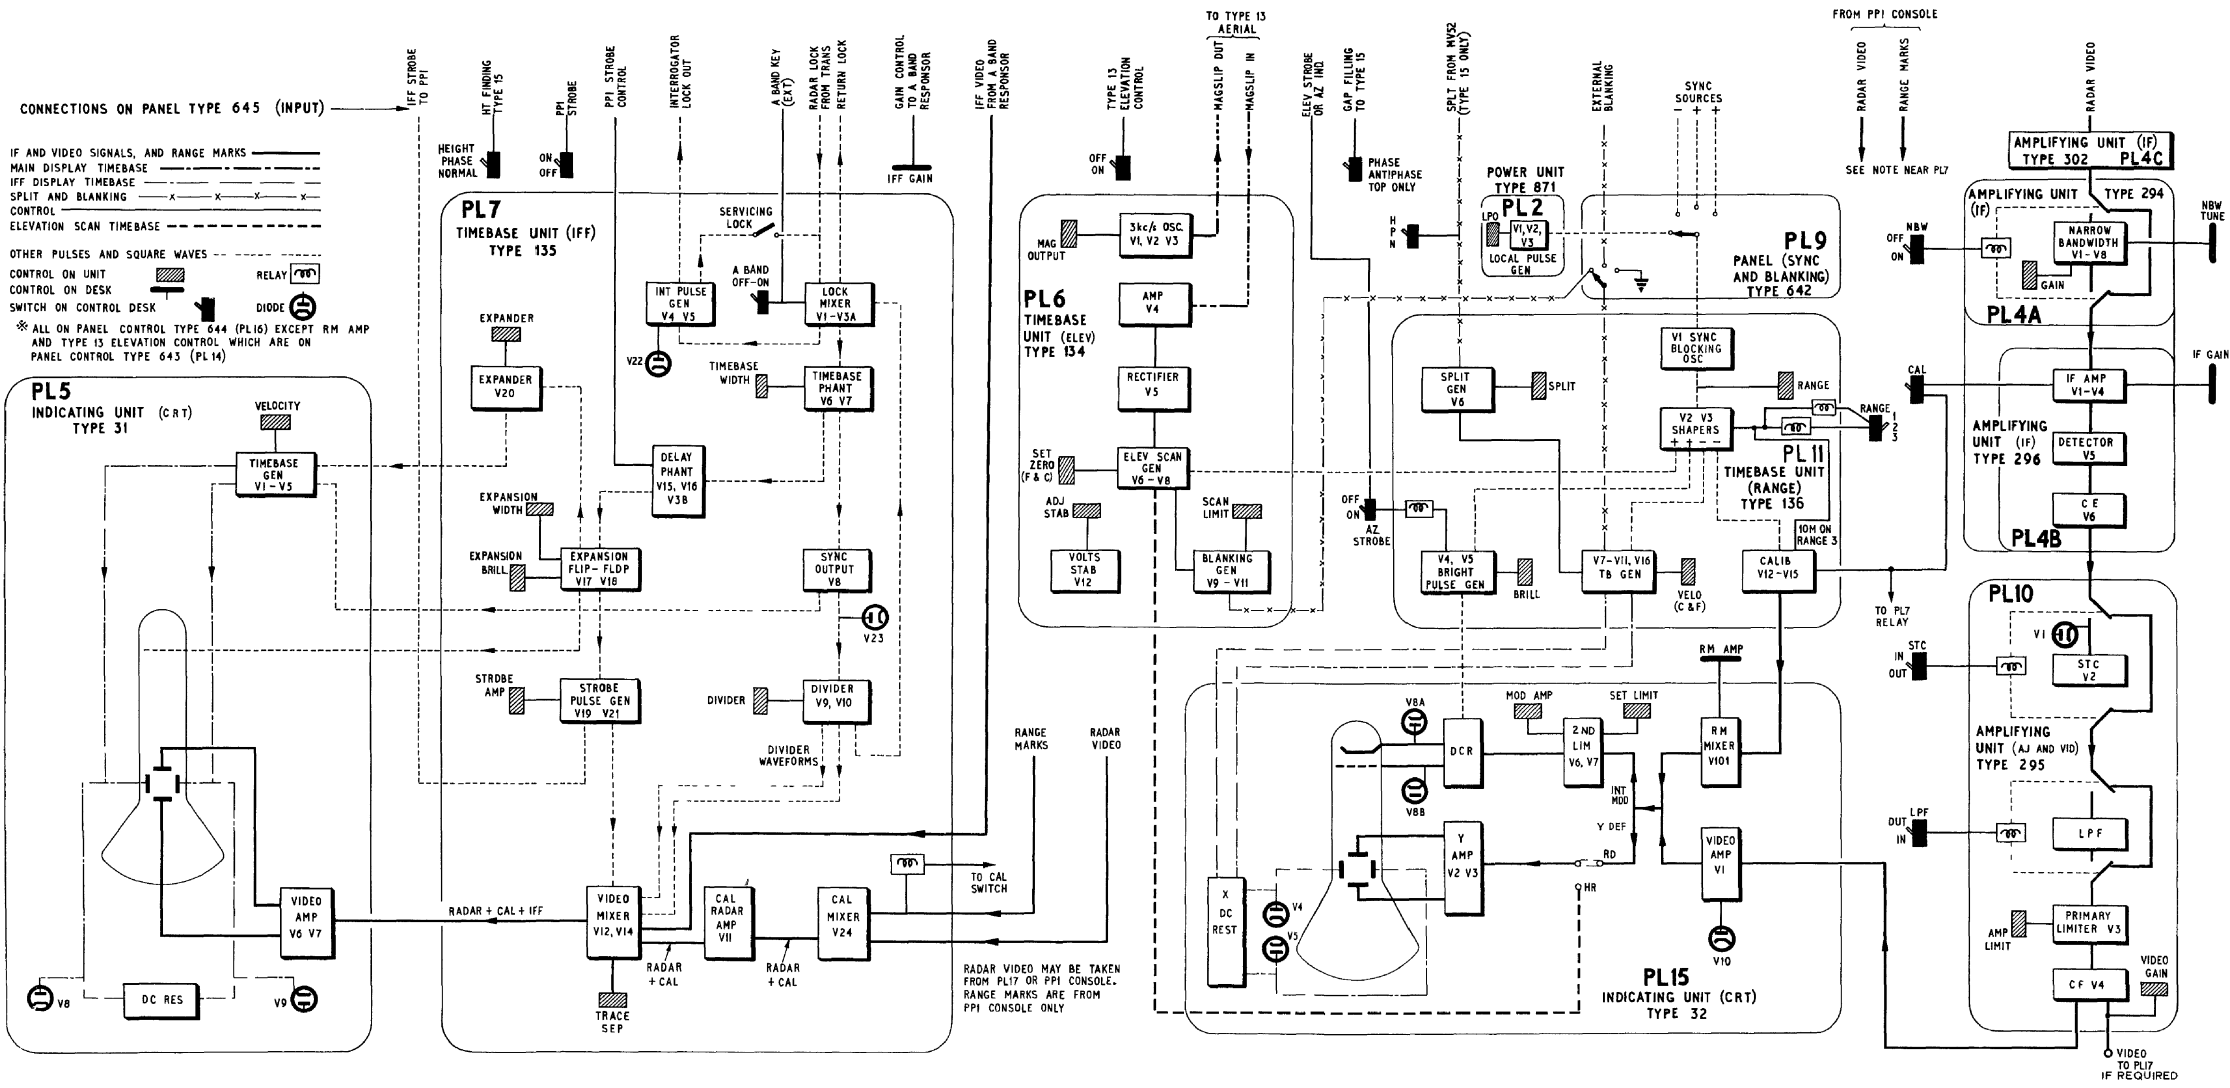 CONNECTIONS ON PANEL TYPE 645 (INPUT)
IFF STROBE
TO PPI
HT FINDING
TYPE 15
PPI
STROBE
PPI STROBE
CONTROL
INTERROGATOR
LOCK OUT
A BAND KEY
(EXT)
RADAR LOCK
FROM TRANS
RETURN LOCK
GAIN CONTROL
TO A BAND
RESPONSOR
IFF VIDEO
FROM A BAND
RESPONSOR
TYPE 13
ELEVATION
CONTROL
TO TYPE 13
AERIAL
MAGSLIP OUT
MAGSLIP IN
ELEV STROBE
OR AZ IND
GAP FILLING
TO TYPE 15
SPLT FROM MV52
(TYPE 15 ONLY)
EXTERNAL
BLANKING
SYNC
SOURCES
- + +
FROM PPI CONSOLE
RADAR VIDEO
RANGE MARKS
SEE NOTE NEAR PL7
RADAR VIDEO
IF AND VIDEO SIGNALS, AND RANGE MARKS
MAIN DISPLAY TIMEBASE
IFF DISPLAY TIMEBASE
SPLIT AND BLANKING
CONTROL
ELEVATION SCAN TIMEBASE
OTHER PULSES AND SQUARE WAVES
CONTROL ON UNIT
RELAY
CONTROL ON DESK
SWITCH ON CONTROL DESK
DIODE
※ ALL ON PANEL CONTROL TYPE 644 (PL16) EXCEPT RM AMP
AND TYPE 13 ELEVATION CONTROL WHICH ARE ON
PANEL CONTROL TYPE 643 (PL 14)
HEIGHT
PHASE
NORMAL
ON
OFF
IFF GAIN
OFF
ON
PHASE
ANTIPHASE
TOP ONLY
H
P
N
PL5
INDICATING UNIT (CRT)
TYPE 31
VELOCITY
TIMEBASE
GEN
V1 - V5
VIDEO
AMP
V6 V7
V8
DC RES
V9
PL7
TIMEBASE UNIT (IFF)
TYPE 135
SERVICING
LOCK
A BAND
OFF-ON
INT PULSE
GEN
V4 V5
LOCK
MIXER
V1-V3A
V22
EXPANDER
EXPANDER
V20
TIMEBASE
WIDTH
TIMEBASE
PHANT
V6 V7
DELAY
PHANT
V15, V16
V3B
EXPANSION
WIDTH
EXPANSION
BRILL
EXPANSION
FLIP-FLOP
V17 V18
SYNC
OUTPUT
V8
V23
STROBE
AMP
STROBE
PULSE GEN
V19 V21
DIVIDER
DIVIDER
V9, V10
DIVIDER
WAVEFORMS
RANGE
MARKS
RADAR
VIDEO
TO CAL
SWITCH
RADAR + CAL + IFF
VIDEO
MIXER
V12, V14
CAL
RADAR
AMP
V11
CAL
MIXER
V24
RADAR
+ CAL
RADAR
+ CAL
TRACE
SEP
RADAR VIDEO MAY BE TAKEN
FROM PL17 OR PPI CONSOLE.
RANGE MARKS ARE FROM
PPI CONSOLE ONLY
PL6
TIMEBASE
UNIT (ELEV)
TYPE 134
MAG
OUTPUT
3kc/s OSC.
V1, V2 V3
AMP
V4
RECTIFIER
V5
SET
ZERO
(F & C)
ELEV SCAN
GEN
V6-V8
ADJ
STAB
VOLTS
STAB
V12
SCAN
LIMIT
BLANKING
GEN
V9 - V11
POWER UNIT
TYPE 871
PL2
LPO
V1, V2,
V3
LOCAL PULSE
GEN
PL9
PANEL (SYNC
AND BLANKING)
TYPE 642
V1 SYNC
BLOCKING
OSC
SPLIT
GEN
V6
SPLIT
RANGE
V2 V3
SHAPERS
+ + - -
RANGE
1
2
3
PL11
TIMEBASE UNIT
(RANGE)
TYPE 136
OFF
ON
AZ
STROBE
10M ON
RANGE 3
V4, V5
BRIGHT
PULSE GEN
BRILL
V7-V11, V16
TB GEN
VELO
(C & F)
CALIB
V12-V15
TO PL7
RELAY
RM AMP
MOD AMP
SET LIMIT
V8A
DCR
V8B
2ND
LIM
V6, V7
RM
MIXER
V101
INT
MOD
Y DEF
Y
AMP
V2 V3
RD
HR
VIDEO
AMP
V1
V10
X
DC
REST
V4
V5
PL15
INDICATING UNIT (CRT)
TYPE 32
AMPLIFYING UNIT (IF)
TYPE 302 PL4C
AMPLIFYING UNIT TYPE 294
(IF)
NBW
OFF
ON
NARROW
BANDWIDTH
V1-V8
GAIN
NBW
TUNE
PL4A
CAL
IF AMP
V1-V4
IF GAIN
AMPLIFYING
UNIT (IF)
TYPE 296
DETECTOR
V5
CE
V6
PL4B
PL10
V1
STC
IN
OUT
STC
V2
AMPLIFYING
UNIT (AJ AND VID)
TYPE 295
LPF
OUT
IN
LPF
AMP
LIMIT
PRIMARY
LIMITER V3
VIDEO
GAIN
CF V4
VIDEO
TO PL17
IF REQUIRED